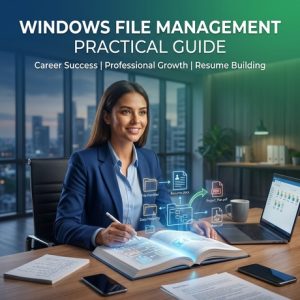 WINDOWS FILE MANAGEMENT
PRACTICAL GUIDE
Career Success | Professional Growth | Resume Building